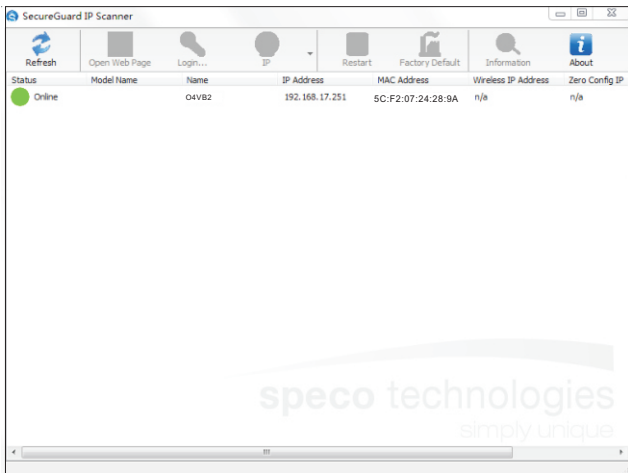 SecureGuard IP Scanner
Refresh Open Web Page Login... IP Restart Factory Default Information About
Status Model Name Name IP Address MAC Address Wireless IP Address Zero Config IP
Online O4VB2 192.168.17.251 5C:F2:07:24:28:9A n/a n/a
speco technologies
simply unique